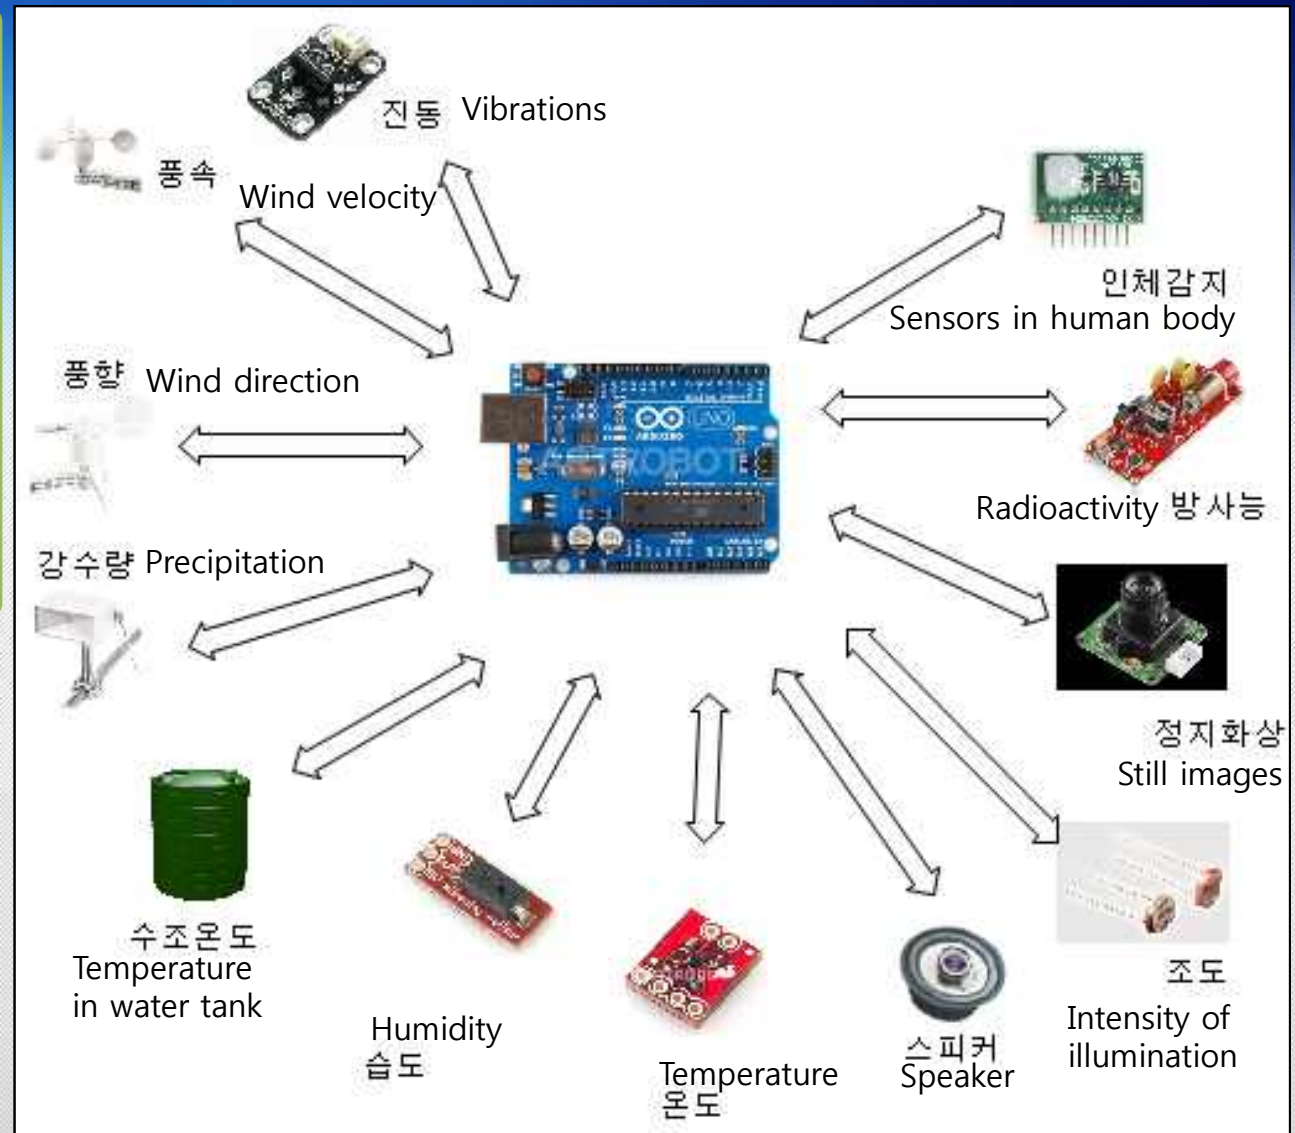 진동 Vibrations
풍속
Wind velocity
인체감지
Sensors in human body
풍향 Wind direction
UNO
ARDUINO
Radioactivity 방사능
강수량 Precipitation
정지화상
Still images
수조온도
Temperature
in water tank
조도
Intensity of
illumination
Humidity
습도
스피커
Speaker
Temperature
온도